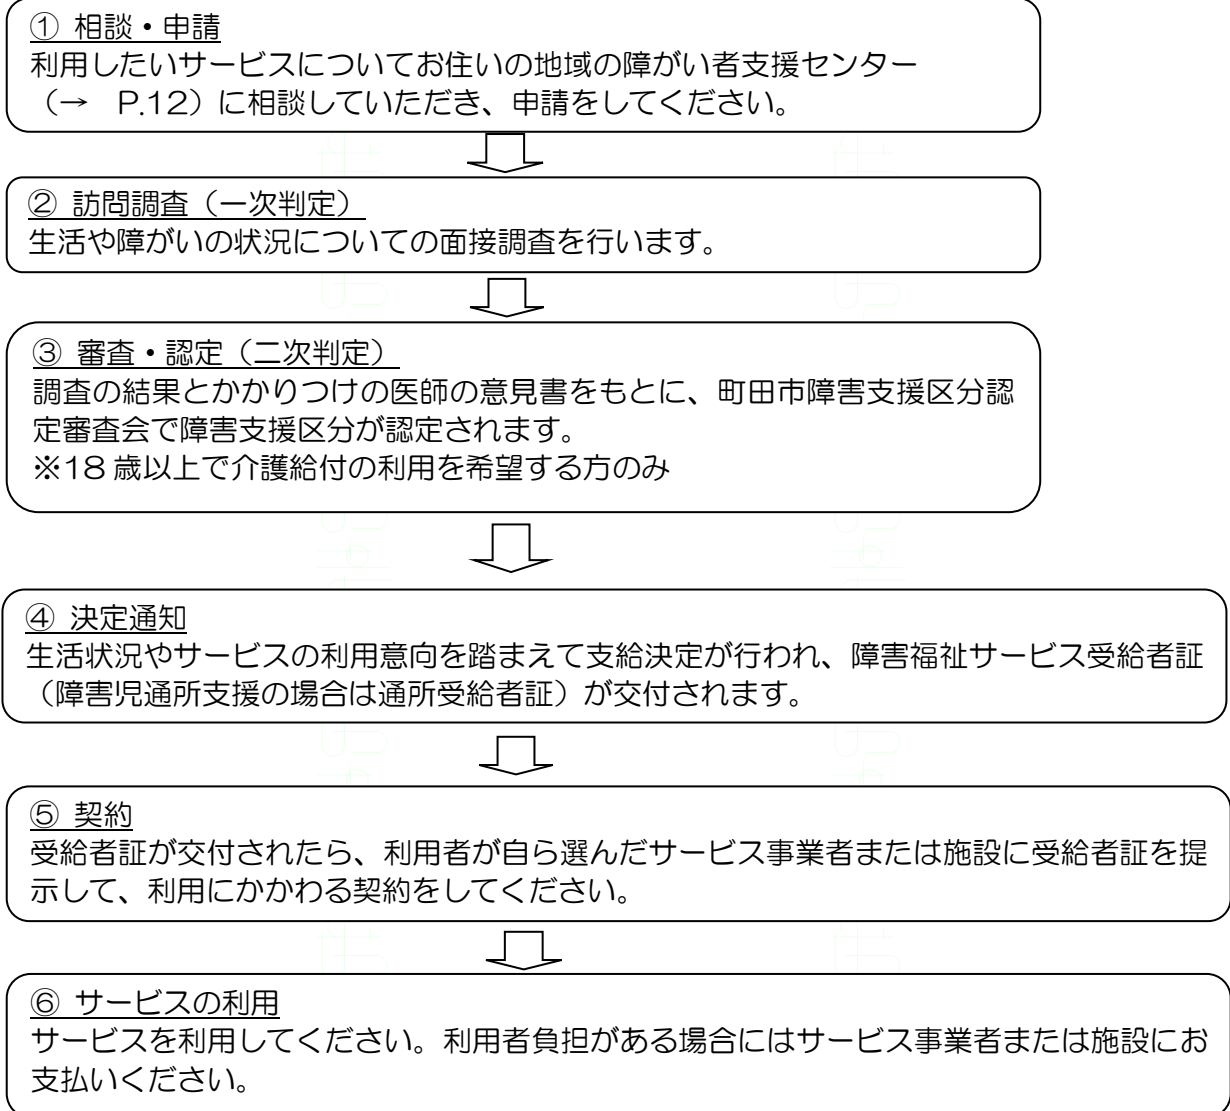 ① 相談・申請
利用したいサービスについてお住いの地域の障がい者支援センター
（→　P.12）に相談していただき、申請をしてください。
② 訪問調査（一次判定）
生活や障がいの状況についての面接調査を行います。
③ 審査・認定（二次判定）
調査の結果とかかりつけの医師の意見書をもとに、町田市障害支援区分認
定審査会で障害支援区分が認定されます。
※18 歳以上で介護給付の利用を希望する方のみ
④ 決定通知
生活状況やサービスの利用意向を踏まえて支給決定が行われ、障害福祉サービス受給者証
（障害児通所支援の場合は通所受給者証）が交付されます。
⑤ 契約
受給者証が交付されたら、利用者が自ら選んだサービス事業者または施設に受給者証を提
示して、利用にかかわる契約をしてください。
⑥ サービスの利用
サービスを利用してください。利用者負担がある場合にはサービス事業者または施設にお
支払いください。